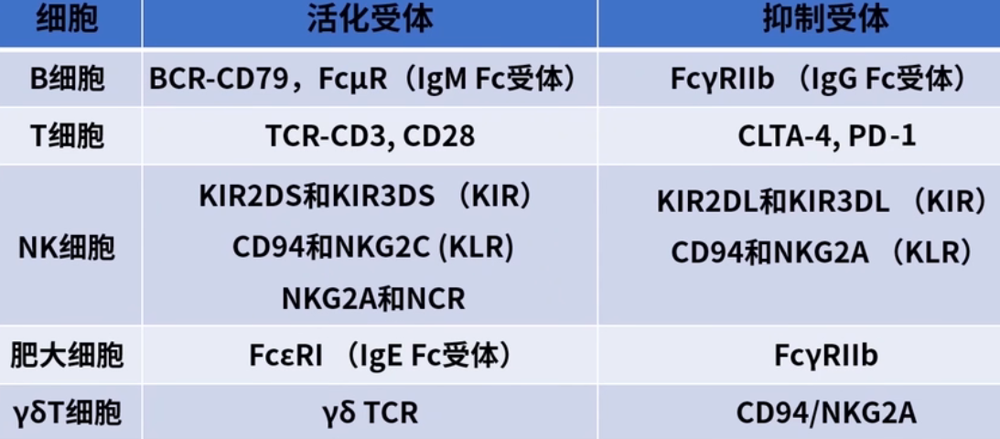 细胞 活化受体 抑制受体
B细胞 BCR-CD79，FcμR（IgM Fc受体） FcγRIIb （IgG Fc受体）
T细胞 TCR-CD3, CD28 CLTA-4, PD-1
NK细胞 KIR2DS和KIR3DS （KIR） KIR2DL和KIR3DL （KIR）
CD94和NKG2C (KLR) CD94和NKG2A （KLR）
NKG2A和NCR
肥大细胞 FcεRI （IgE Fc受体） FcγRIIb
γδT细胞 γδ TCR CD94/NKG2A